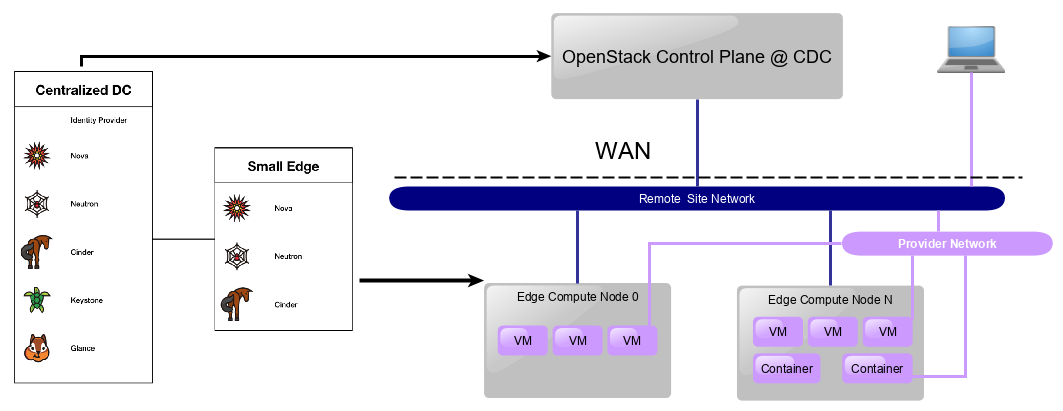 Centralized DC
Identity Provider
Nova
Neutron
Cinder
Keystone
Glance
Small Edge
Nova
Neutron
Cinder
OpenStack Control Plane @ CDC
WAN
Remote Site Network
Provider Network
Edge Compute Node 0
VM VM VM
Edge Compute Node N
VM VM VM
Container Container